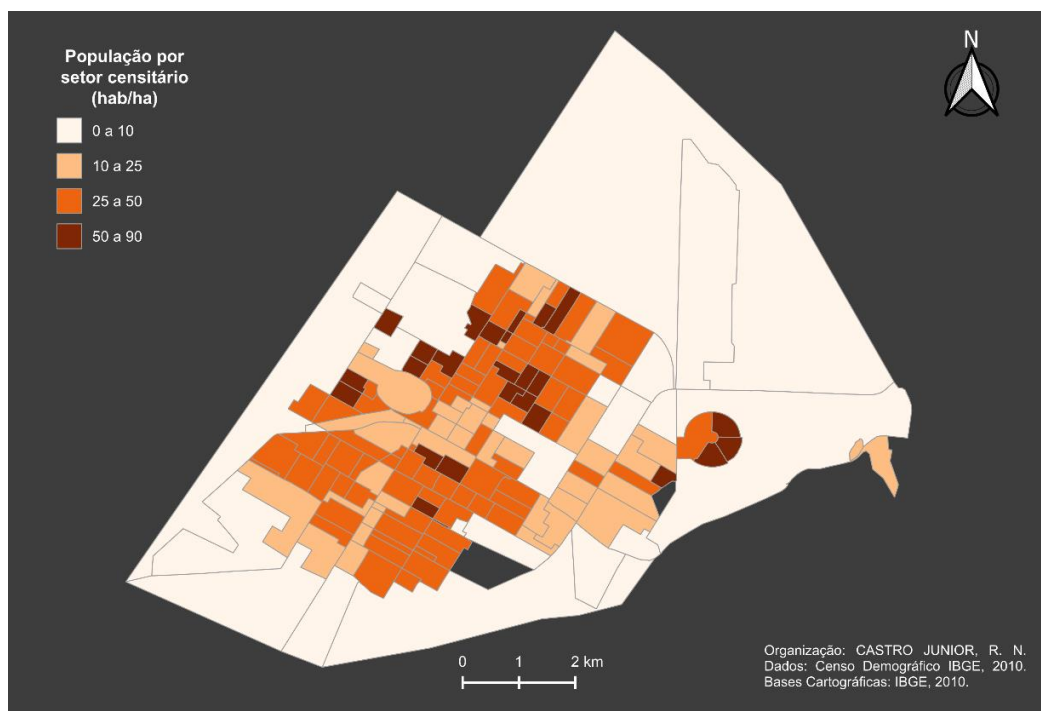 População por
setor censitário
(hab/ha)
0 a 10
10 a 25
25 a 50
50 a 90
N
0 1 2 km
Organização: CASTRO JUNIOR, R. N.
Dados: Censo Demográfico IBGE, 2010.
Bases Cartográficas: IBGE, 2010.